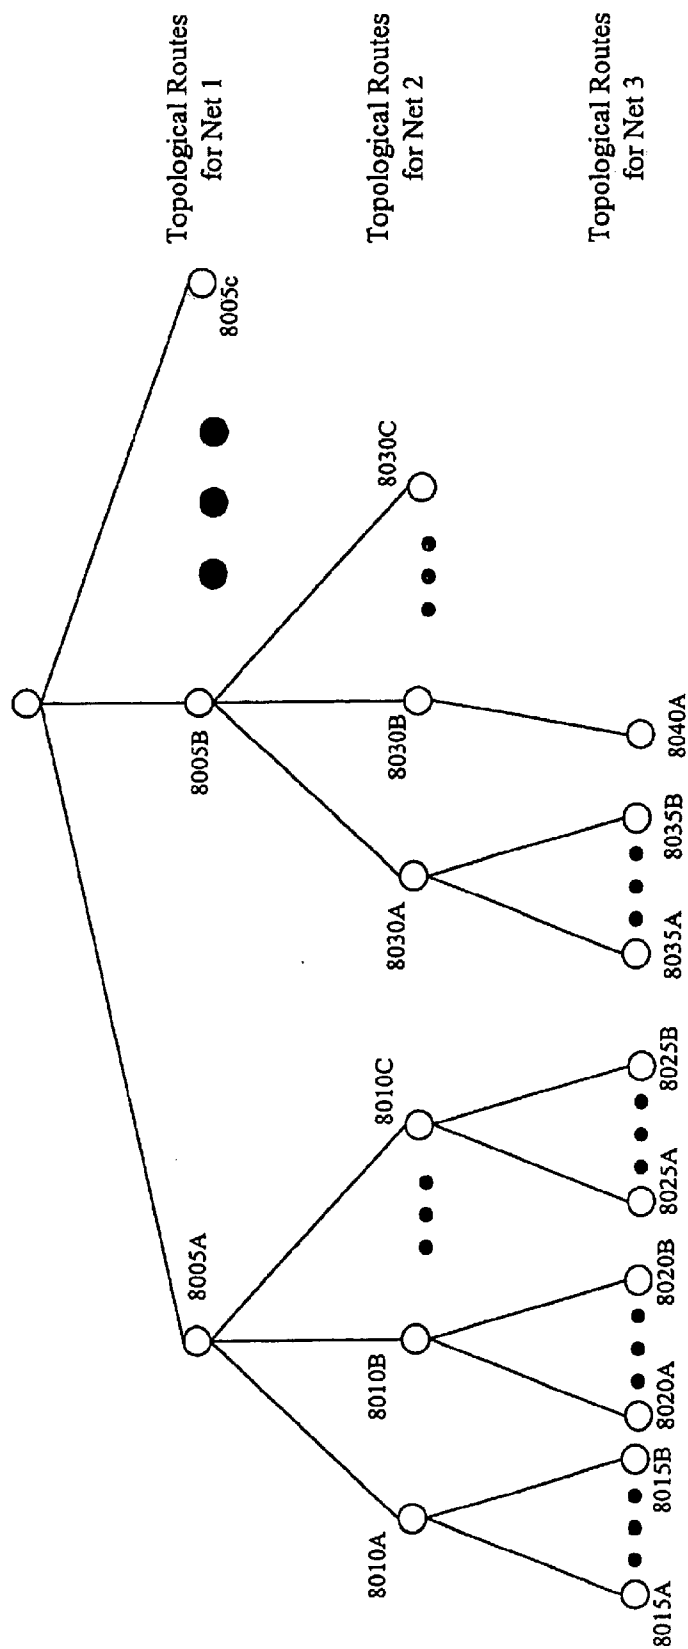 Topological Routes
for Net 1
8005A
8005B
8005c
Topological Routes
for Net 2
8010A
8010B
8010C
8030A
8030B
8030C
Topological Routes
for Net 3
8015A
8015B
8020A
8020B
8025A
8025B
8035A
8035B
8040A